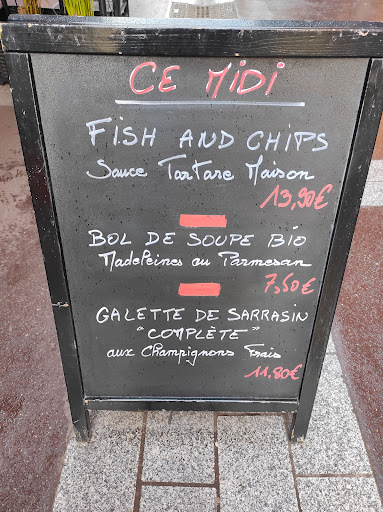 CE MIDI
FISH AND CHIPS
Sauce Tartare Maison
13,90€
BOL DE SOUPE BIO
Madeleines au Parmesan
7,50€
GALETTE DE SARRASIN
"COMPLÈTE"
aux Champignons Frais
11,80€